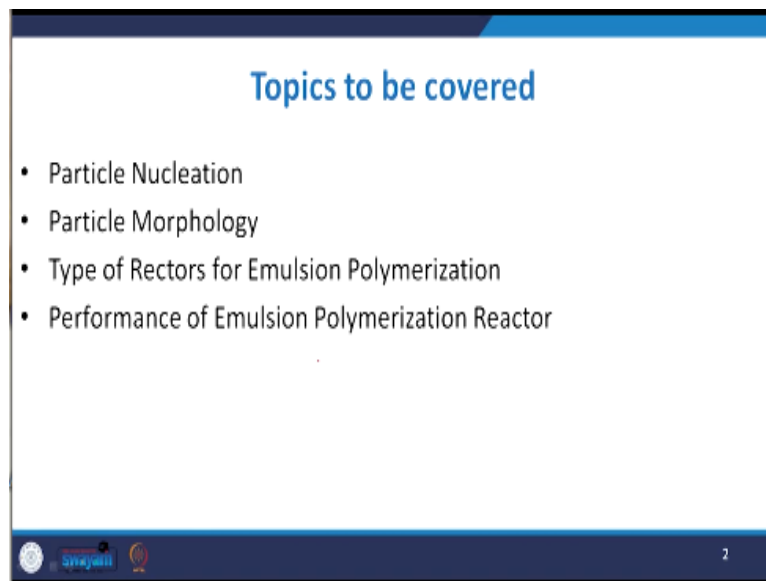 Topics to be covered
• Particle Nucleation
• Particle Morphology
• Type of Rectors for Emulsion Polymerization
• Performance of Emulsion Polymerization Reactor
swayam
2